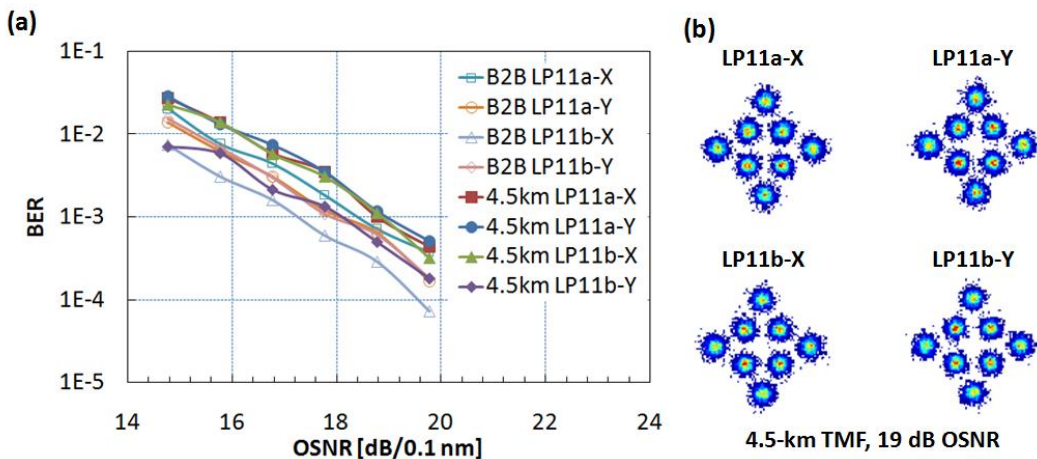 (a)
1E-1
1E-2
1E-3
1E-4
1E-5
BER
14
16
18
20
22
24
OSNR [dB/0.1 nm]
B2B LP11a-X
B2B LP11a-Y
B2B LP11b-X
B2B LP11b-Y
4.5km LP11a-X
4.5km LP11a-Y
4.5km LP11b-X
4.5km LP11b-Y
(b)
LP11a-X
LP11a-Y
LP11b-X
LP11b-Y
4.5-km TMF, 19 dB OSNR